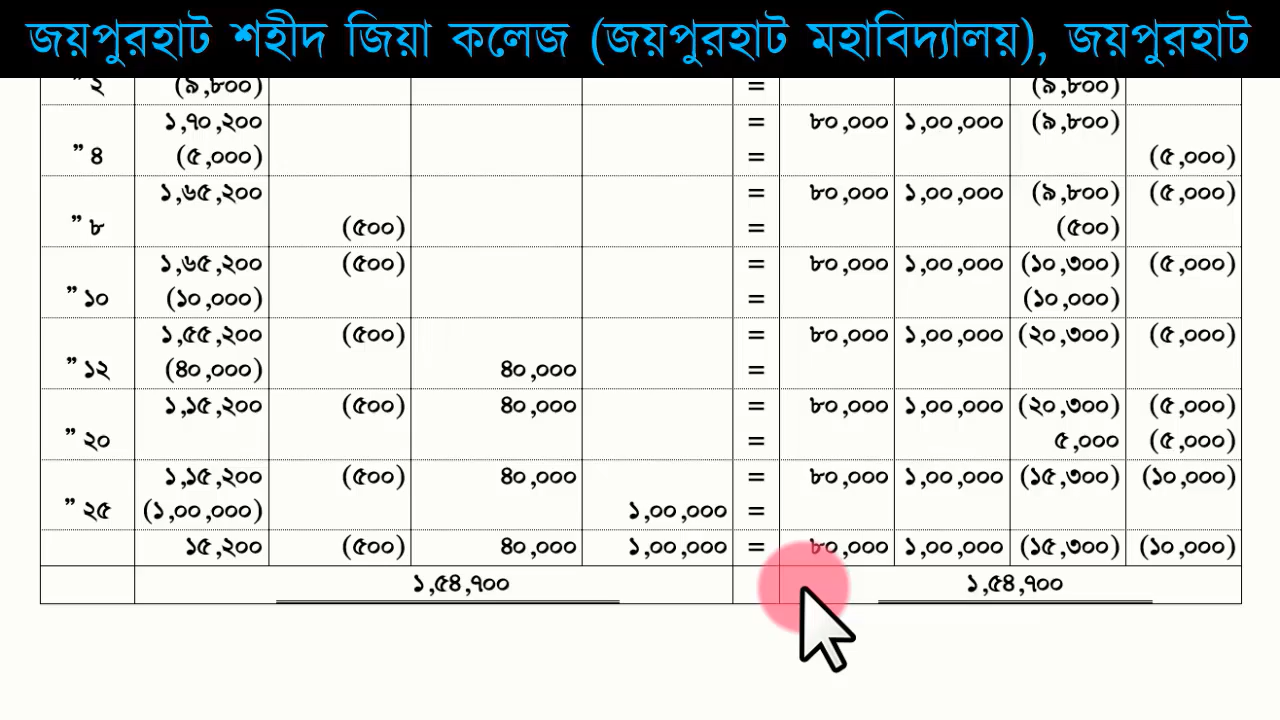 জয়পুরহাট শহীদ জিয়া কলেজ (জয়পুরহাট মহাবিদ্যালয়), জয়পুরহাট
” ২ (৯,৮০০) = (৯,৮০০)
১,৭০,২০০ = ৮০,০০০ ১,০০,০০০ (৯,৮০০)
” ৪ (৫,০০০) = (৫,০০০)
১,৬৫,২০০ = ৮০,০০০ ১,০০,০০০ (৯,৮০০) (৫,০০০)
” ৮ (৫০০) = (৫০০)
১,৬৫,২০০ (৫০০) = ৮০,০০০ ১,০০,০০০ (১০,৩০০) (৫,০০০)
” ১০ (১০,০০০) = (১০,০০০)
১,৫৫,২০০ (৫০০) = ৮০,০০০ ১,০০,০০০ (২০,৩০০) (৫,০০০)
” ১২ (৪০,০০০) ৪০,০০০ =
১,১৫,২০০ (৫০০) ৪০,০০০ = ৮০,০০০ ১,০০,০০০ (২০,৩০০) (৫,০০০)
” ২০ = ৫,০০০ (৫,০০০)
১,১৫,২০০ (৫০০) ৪০,০০০ = ৮০,০০০ ১,০০,০০০ (১৫,৩০০) (১০,০০০)
” ২৫ (১,০০,০০০) ১,০০,০০০ =
১৫,২০০ (৫০০) ৪০,০০০ ১,০০,০০০ = ৮০,০০০ ১,০০,০০০ (১৫,৩০০) (১০,০০০)
১,৫৪,৭০০ ১,৫৪,৭০০